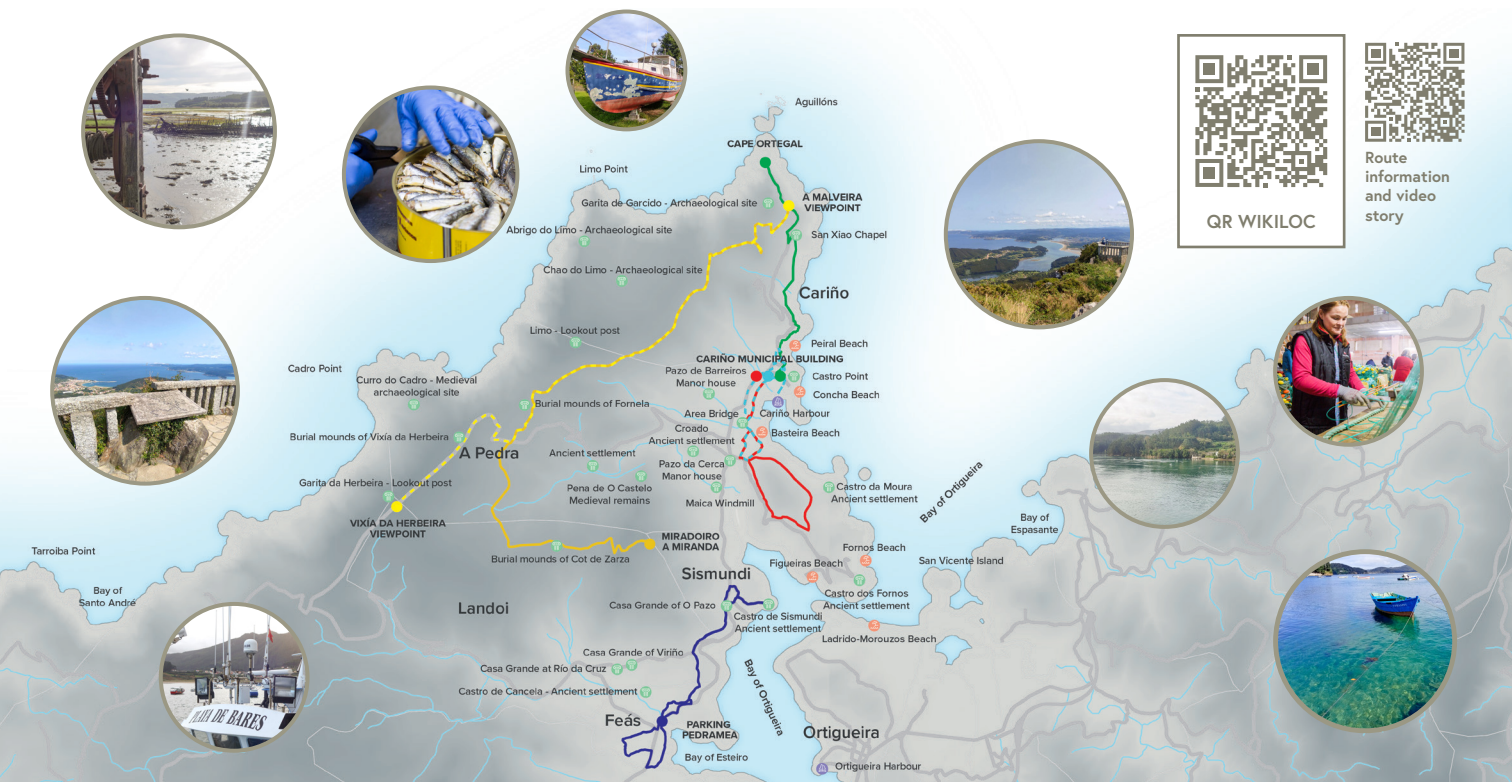 Aguillóns
CAPE ORTEGAL
Limo Point
Garita de Garcido - Archaeological site
A MALVEIRA
VIEWPOINT
Abrigo do Limo - Archaeological site
San Xiao Chapel
Chao do Limo - Archaeological site
Cariño
Limo - Lookout post
Peiral Beach
CARIÑO MUNICIPAL BUILDING
Pazo de Barreiros
Manor house
Castro Point
Cadro Point
Curro do Cadro - Medieval
archaeological site
Concha Beach
Burial mounds of Fornela
Area Bridge
Cariño Harbour
Croado
Ancient settlement
Basteira Beach
Burial mounds of Vixía da Herbeira
A Pedra
Ancient settlement
Pazo da Cerca
Manor house
Garita da Herbeira - Lookout post
Pena de O Castelo
Medieval remains
Maica Windmill
Castro da Moura
Ancient settlement
Bay of Ortigueira
Bay of
Espasante
VIXÍA DA HERBEIRA
VIEWPOINT
MIRADOIRO
A MIRANDA
Tarroiba Point
Burial mounds of Cot de Zarza
Fornos Beach
Figueiras Beach
San Vicente Island
Sismundi
Bay of
Santo André
Landoi
Casa Grande of O Pazo
Castro de Sismundi
Ancient settlement
Castro dos Fornos
Ancient settlement
Ladrido-Morouzos Beach
Casa Grande of Viriño
Casa Grande at Río da Cruz
Castro de Cancela - Ancient settlement
Bay of Ortigueira
Feás
PARKING
PEDRAMEA
Ortigueira
Bay of Esteiro
Ortigueira Harbour
PLAYA DE BARES
QR WIKILOC
Route
information
and video
story